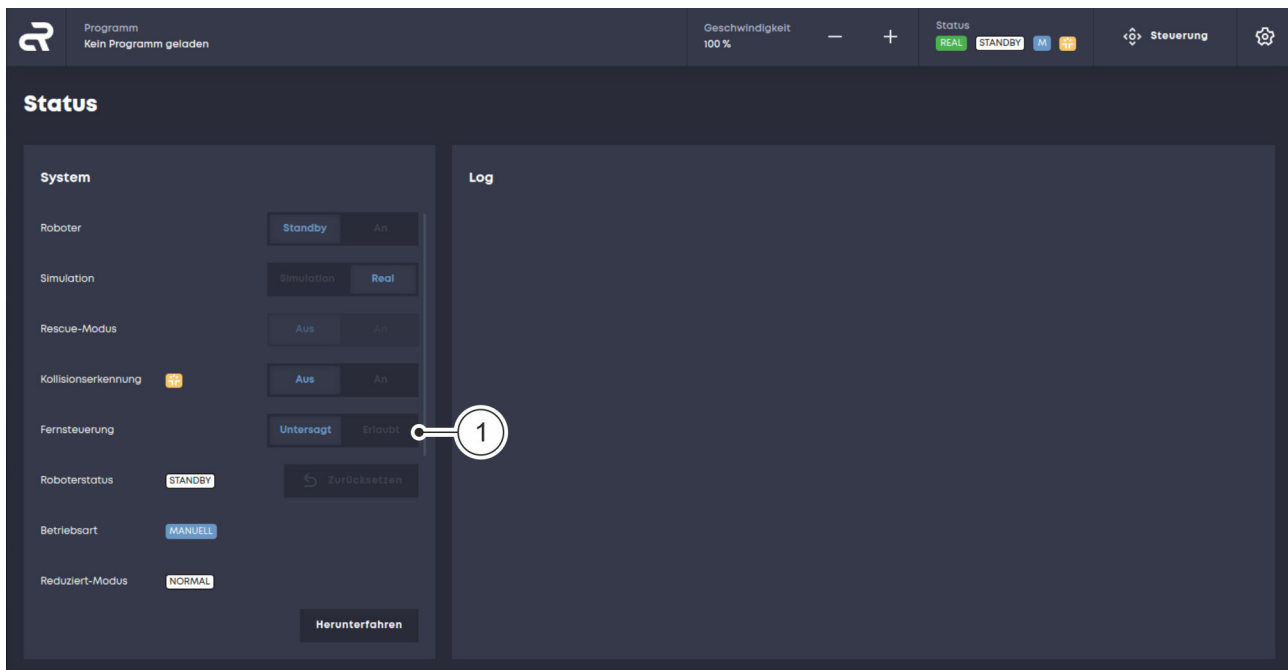 Programm
Kein Programm geladen
Geschwindigkeit
100 %
Status
REAL STANDBY M
Steuerung
Status
System
Log
Roboter Standby An
Simulation Simulation Real
Rescue-Modus Aus An
Kollisionserkennung Aus An
Fernsteuerung Untersagt Erlaubt
1
Roboterstatus STANDBY Zurücksetzen
Betriebsart MANUELL
Reduziert-Modus NORMAL
Herunterfahren